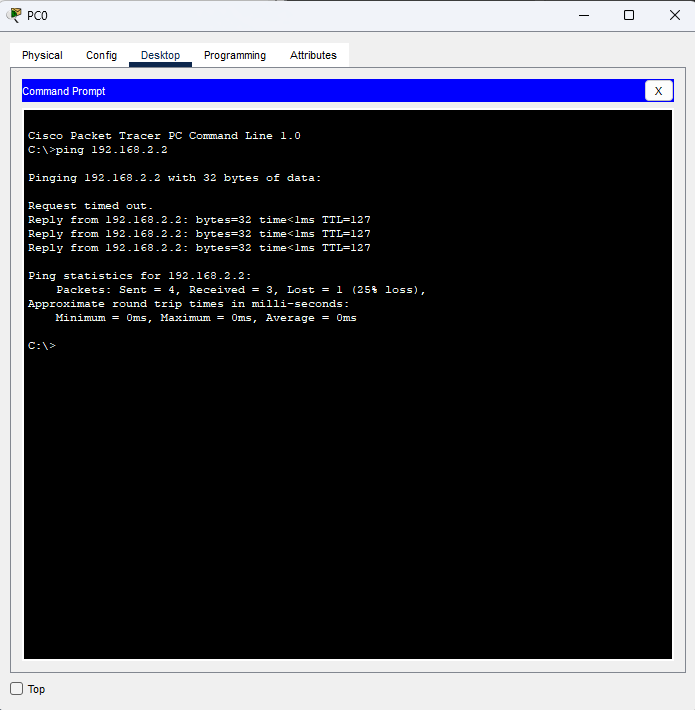 PC0
Physical Config Desktop Programming Attributes
Command Prompt X
Cisco Packet Tracer PC Command Line 1.0
C:\>ping 192.168.2.2
Pinging 192.168.2.2 with 32 bytes of data:
Request timed out.
Reply from 192.168.2.2: bytes=32 time<1ms TTL=127
Reply from 192.168.2.2: bytes=32 time<1ms TTL=127
Reply from 192.168.2.2: bytes=32 time<1ms TTL=127
Ping statistics for 192.168.2.2:
    Packets: Sent = 4, Received = 3, Lost = 1 (25% loss),
Approximate round trip times in milli-seconds:
    Minimum = 0ms, Maximum = 0ms, Average = 0ms
C:\>
Top